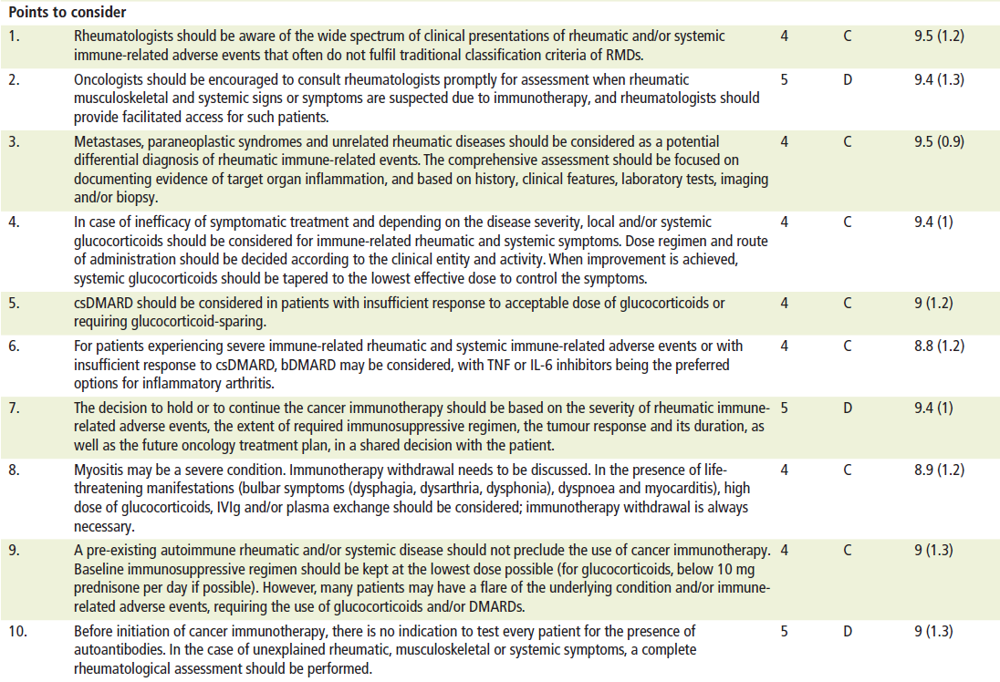 Points to consider
1. Rheumatologists should be aware of the wide spectrum of clinical presentations of rheumatic and/or systemic 4 C 9.5 (1.2)
immune-related adverse events that often do not fulfil traditional classification criteria of RMDs.
2. Oncologists should be encouraged to consult rheumatologists promptly for assessment when rheumatic 5 D 9.4 (1.3)
musculoskeletal and systemic signs or symptoms are suspected due to immunotherapy, and rheumatologists should
provide facilitated access for such patients.
3. Metastases, paraneoplastic syndromes and unrelated rheumatic diseases should be considered as a potential 4 C 9.5 (0.9)
differential diagnosis of rheumatic immune-related events. The comprehensive assessment should be focused on
documenting evidence of target organ inflammation, and based on history, clinical features, laboratory tests, imaging
and/or biopsy.
4. In case of inefficacy of symptomatic treatment and depending on the disease severity, local and/or systemic 4 C 9.4 (1)
glucocorticoids should be considered for immune-related rheumatic and systemic symptoms. Dose regimen and route
of administration should be decided according to the clinical entity and activity. When improvement is achieved,
systemic glucocorticoids should be tapered to the lowest effective dose to control the symptoms.
5. csDMARD should be considered in patients with insufficient response to acceptable dose of glucocorticoids or 4 C 9 (1.2)
requiring glucocorticoid-sparing.
6. For patients experiencing severe immune-related rheumatic and systemic immune-related adverse events or with 4 C 8.8 (1.2)
insufficient response to csDMARD, bDMARD may be considered, with TNF or IL-6 inhibitors being the preferred
options for inflammatory arthritis.
7. The decision to hold or to continue the cancer immunotherapy should be based on the severity of rheumatic immune- 5 D 9.4 (1)
related adverse events, the extent of required immunosuppressive regimen, the tumour response and its duration, as
well as the future oncology treatment plan, in a shared decision with the patient.
8. Myositis may be a severe condition. Immunotherapy withdrawal needs to be discussed. In the presence of life- 4 C 8.9 (1.2)
threatening manifestations (bulbar symptoms (dysphagia, dysarthria, dysphonia), dyspnoea and myocarditis), high
dose of glucocorticoids, IVIg and/or plasma exchange should be considered; immunotherapy withdrawal is always
necessary.
9. A pre-existing autoimmune rheumatic and/or systemic disease should not preclude the use of cancer immunotherapy. 4 C 9 (1.3)
Baseline immunosuppressive regimen should be kept at the lowest dose possible (for glucocorticoids, below 10 mg
prednisone per day if possible). However, many patients may have a flare of the underlying condition and/or immune-
related adverse events, requiring the use of glucocorticoids and/or DMARDs.
10. Before initiation of cancer immunotherapy, there is no indication to test every patient for the presence of 5 D 9 (1.3)
autoantibodies. In the case of unexplained rheumatic, musculoskeletal or systemic symptoms, a complete
rheumatological assessment should be performed.